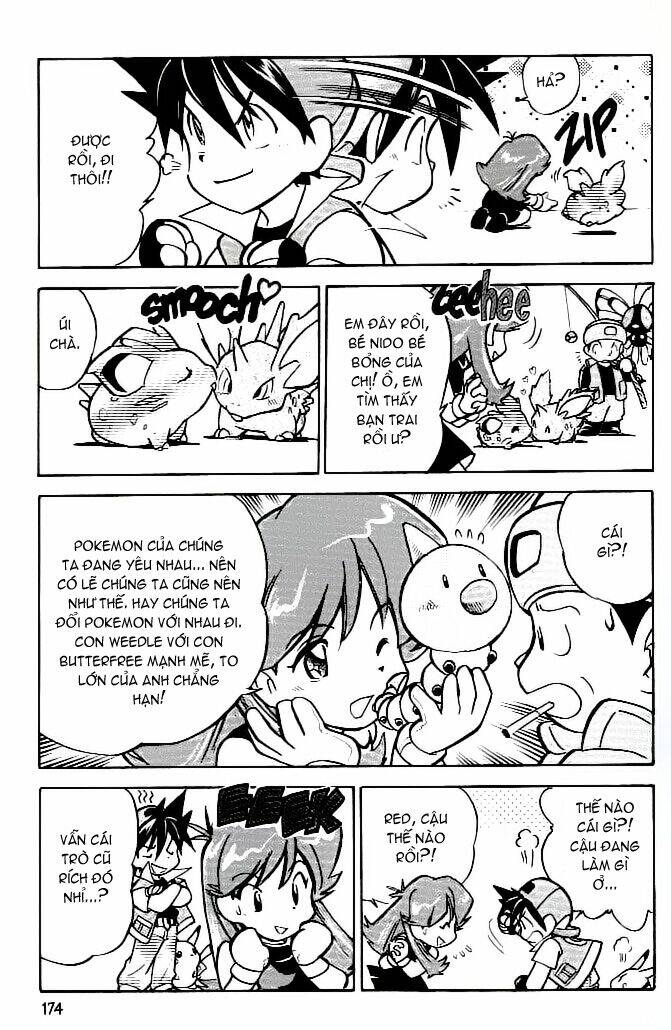 ĐƯỢC
RỒI, ĐI
THÔI!!
HẢ?
ZIP
SMOOCH
ÚI
CHÀ.
TEEHEE
EM ĐÂY RỒI,
BÉ NIDO BÉ
BỎNG CỦA
CHỊ! Ồ, EM
TÌM THẤY
BẠN TRAI
RỒI Ư?
POKEMON CỦA CHÚNG
TA ĐANG YÊU NHAU... NÊN
CÓ LẼ CHÚNG TA CŨNG NÊN
NHƯ THẾ. HAY CHÚNG TA
ĐỔI POKEMON VỚI NHAU ĐI.
CON WEEDLE VỚI CON
BUTTERFREE MẠNH MẼ, TO
LỚN CỦA ANH CHẲNG
HẠN!
CÁI
GÌ?!
EEEEK
VẪN CÁI
TRÒ CŨ
RÍCH ĐÓ
NHỈ...?
RED, CẬU
THẾ NÀO
RỒI?!
THẾ NÀO
CÁI GÌ?!
CẬU ĐANG
LÀM GÌ
Ở...
174